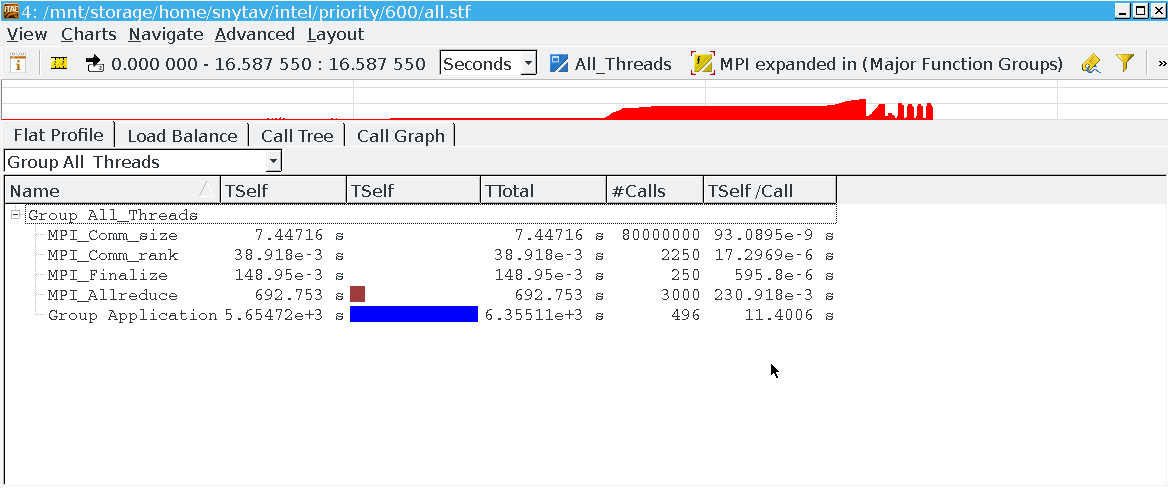 4: /mnt/storage/home/snytav/intel/priority/600/all.stf
View Charts Navigate Advanced Layout
0.000 000 - 16.587 550 : 16.587 550 Seconds All_Threads MPI expanded in (Major Function Groups) »
Flat Profile Load Balance Call Tree Call Graph
Group All_Threads
Name TSelf TSelf TTotal #Calls TSelf /Call
Group All_Threads
MPI_Comm_size 7.44716 s 7.44716 s 80000000 93.0895e-9 s
MPI_Comm_rank 38.918e-3 s 38.918e-3 s 2250 17.2969e-6 s
MPI_Finalize 148.95e-3 s 148.95e-3 s 250 595.8e-6 s
MPI_Allreduce 692.753 s 692.753 s 3000 230.918e-3 s
Group Application 5.65472e+3 s 6.35511e+3 s 496 11.4006 s